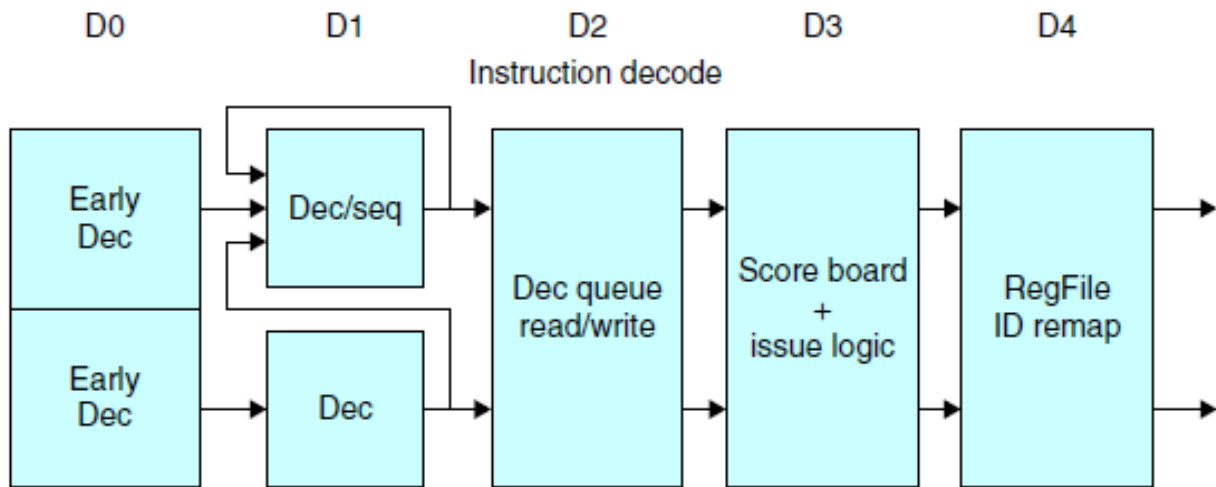 D0 D1 D2 D3 D4
Instruction decode
Early
Dec
Dec/seq
Early
Dec
Dec
Dec queue
read/write
Score board
+
issue logic
RegFile
ID remap